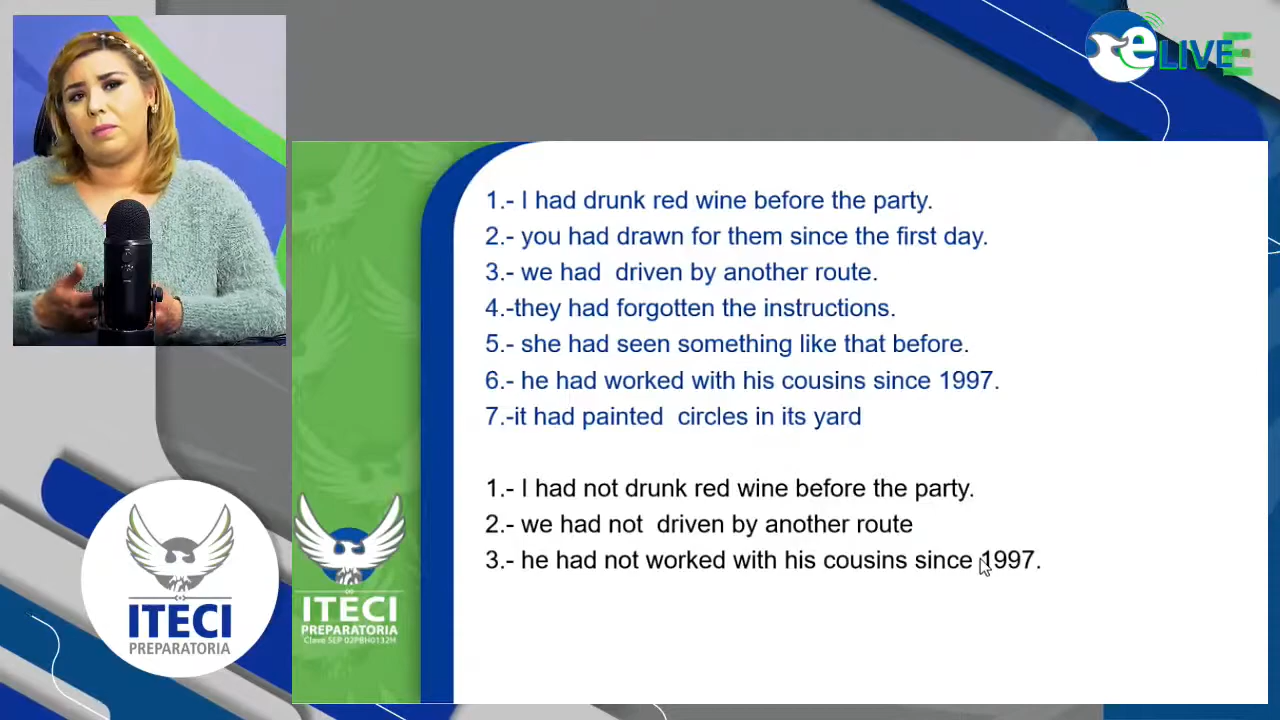 eLIVE E
1.- I had drunk red wine before the party.
2.- you had drawn for them since the first day.
3.- we had  driven by another route.
4.-they had forgotten the instructions.
5.- she had seen something like that before.
6.- he had worked with his cousins since 1997.
7.-it had painted  circles in its yard
1.- I had not drunk red wine before the party.
2.- we had not  driven by another route
3.- he had not worked with his cousins since 1997.
ITECI
PREPARATORIA
ITECI
PREPARATORIA
Clave SEP 02PBH0132M